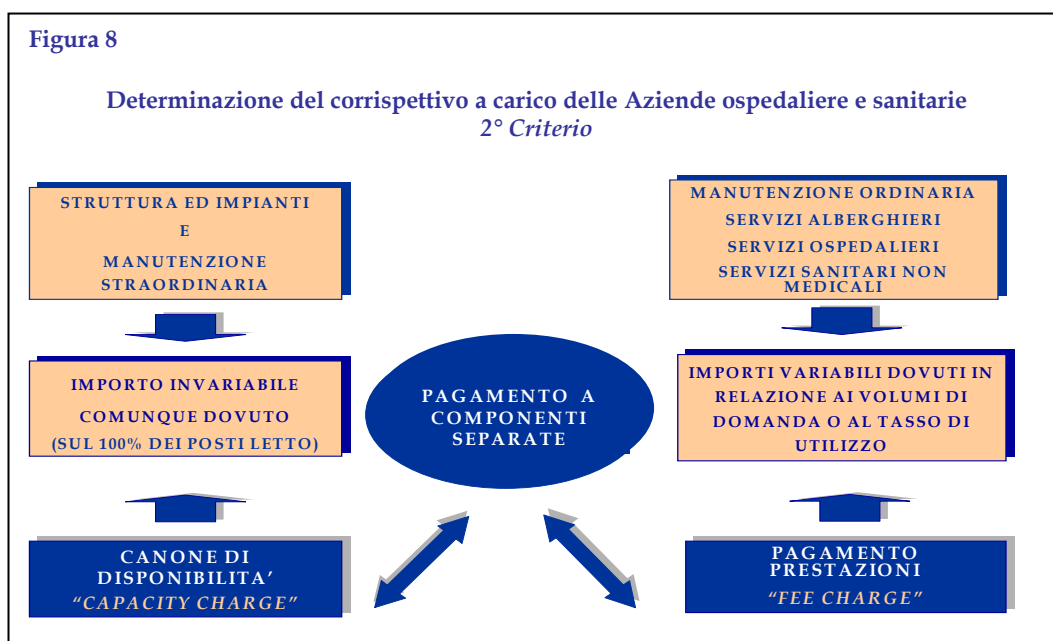 Figura 8
Determinazione del corrispettivo a carico delle Aziende ospedaliere e sanitarie
2° Criterio
STRUTTURA ED IMPIANTI
E
MANUTENZIONE
STRAORDINARIA
MANUTENZIONE ORDINARIA
SERVIZI ALBERGHIERI
SERVIZI OSPEDALIERI
SERVIZI SANITARI NON
MEDICALI
IMPORTO INVARIABILE
COMUNQUE DOVUTO
(SUL 100% DEI POSTI LETTO)
PAGAMENTO A
COMPONENTI
SEPARATE
IMPORTI VARIABILI DOVUTI IN
RELAZIONE AI VOLUMI DI
DOMANDA O AL TASSO DI
UTILIZZO
CANONE DI
DISPONIBILITA’
“CAPACITY CHARGE”
PAGAMENTO
PRESTAZIONI
“FEE CHARGE”